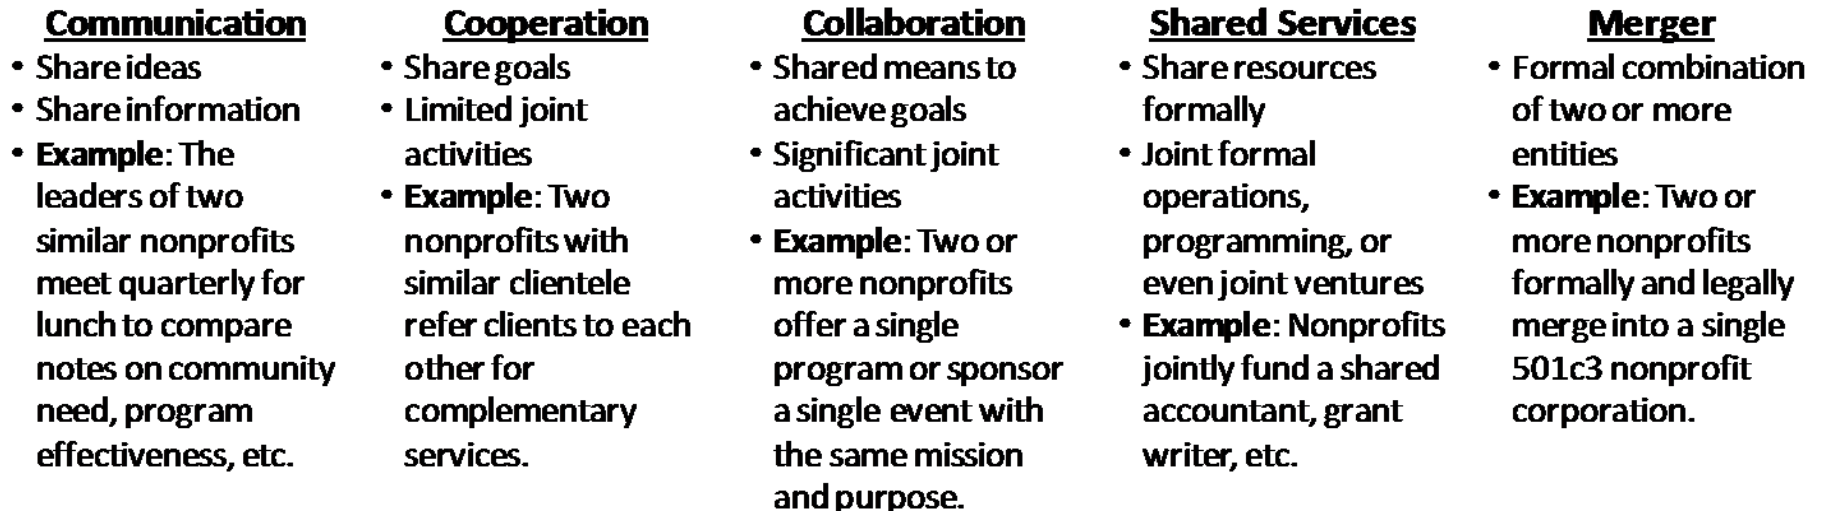 Communication
• Share ideas
• Share information
• Example: The
leaders of two
similar nonprofits
meet quarterly for
lunch to compare
notes on community
need, program
effectiveness, etc.
Cooperation
• Share goals
• Limited joint
activities
• Example: Two
nonprofits with
similar clientele
refer clients to each
other for
complementary
services.
Collaboration
• Shared means to
achieve goals
• Significant joint
activities
• Example: Two or
more nonprofits
offer a single
program or sponsor
a single event with
the same mission
and purpose.
Shared Services
• Share resources
formally
• Joint formal
operations,
programming, or
even joint ventures
• Example: Nonprofits
jointly fund a shared
accountant, grant
writer, etc.
Merger
• Formal combination
of two or more
entities
• Example: Two or
more nonprofits
formally and legally
merge into a single
501c3 nonprofit
corporation.